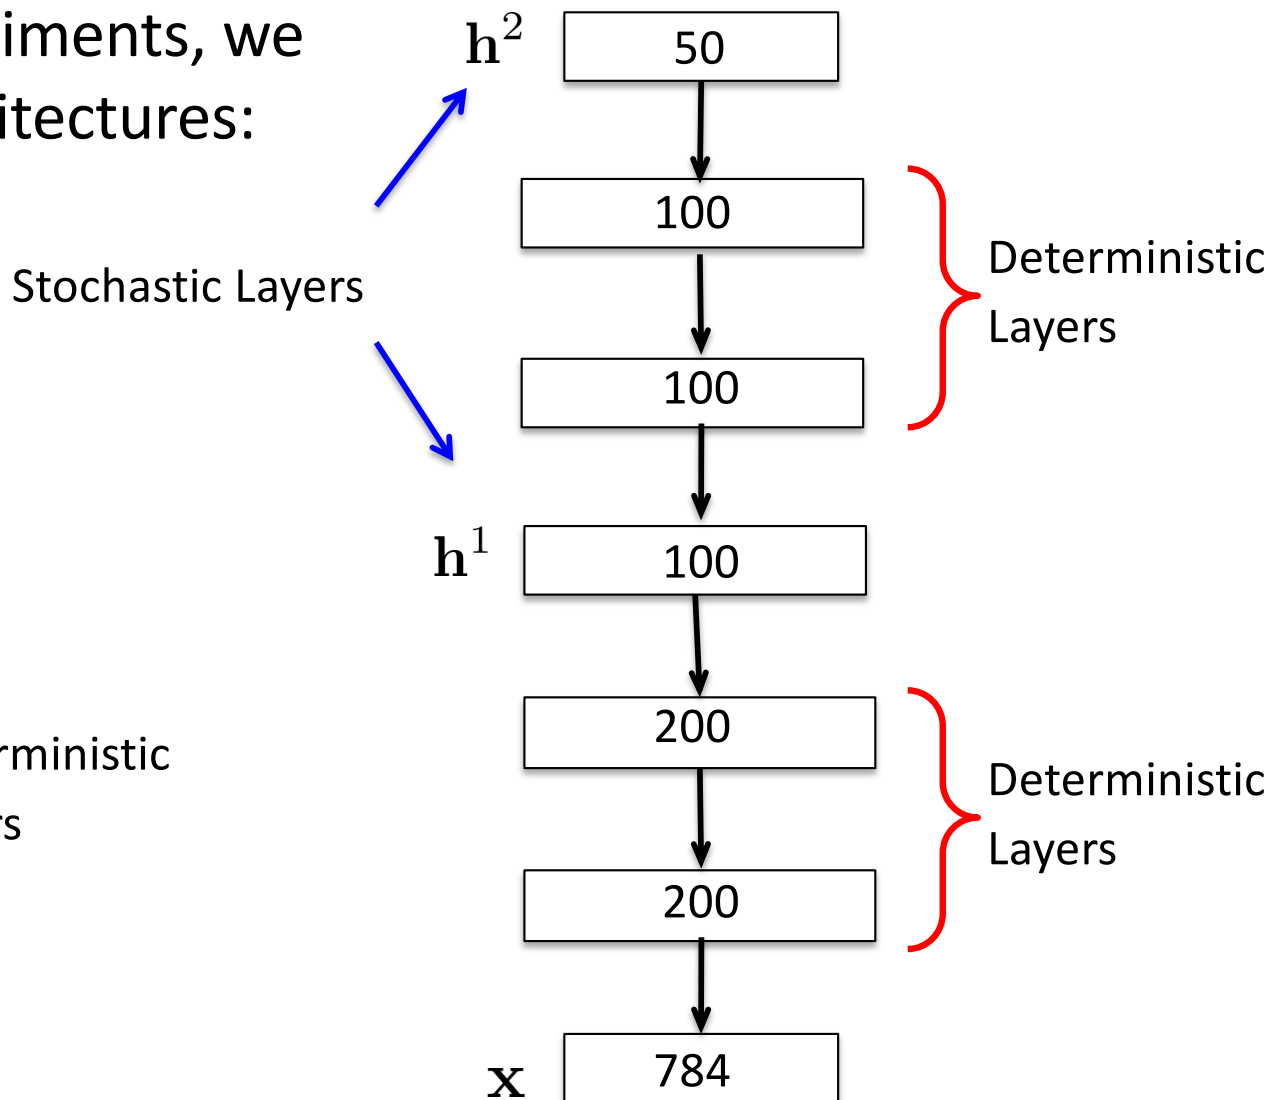 iments, we
itectures:
h²
50
100
Stochastic Layers
Deterministic
Layers
100
h¹
100
200
rministic
rs
Deterministic
Layers
200
x
784